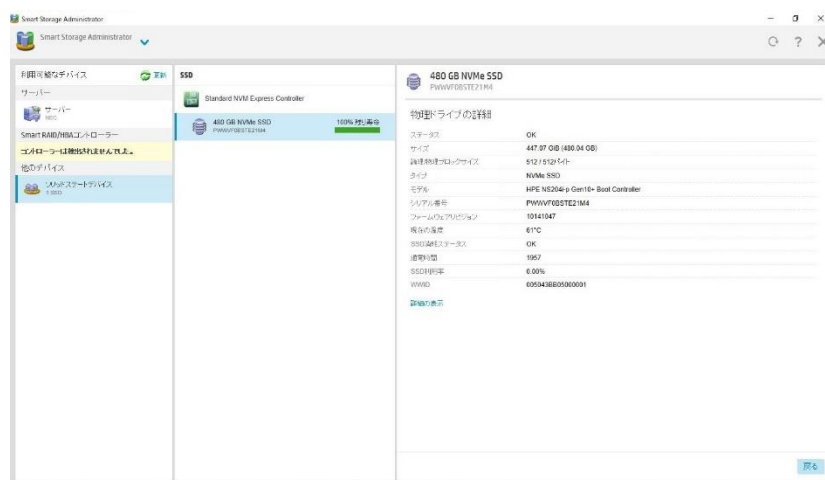 Smart Storage Administrator
Smart Storage Administrator
利用可能なデバイス
更新
サーバー
サーバー
NEC
Smart RAID/HBAコントローラー
コントローラーは検出されませんでした。
他のデバイス
ソリッドステートデバイス
1 SSD
SSD
Standard NVM Express Controller
480 GB NVMe SSD
100% 残り寿命
PWWVF0BSTE21M4
480 GB NVMe SSD
PWWVF0BSTE21M4
物理ドライブの詳細
ステータス OK
サイズ 447.07 GiB (480.04 GB)
論理/物理ブロックサイズ 512 / 512バイト
タイプ NVMe SSD
モデル HPE NS204i-p Gen10+ Boot Controller
シリアル番号 PWWVF0BSTE21M4
ファームウェアリビジョン 10141047
現在の温度 61°C
SSD消耗ステータス OK
通電時間 1957
SSD利用率 0.00%
WWID 005043BB05000001
詳細の表示
戻る